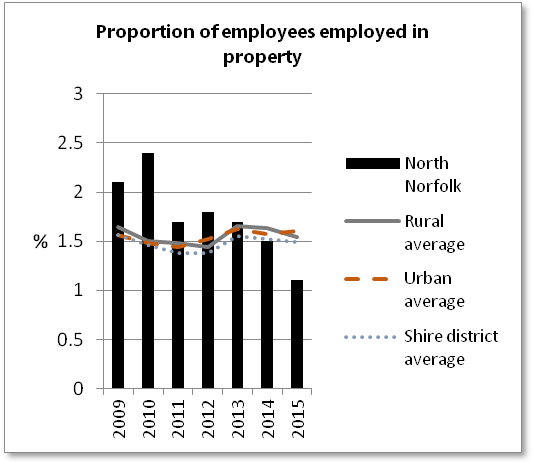 Proportion of employees employed in
property
3
2.5
2
1.5
1
0.5
0
%
2009
2010
2011
2012
2013
2014
2015
North
Norfolk
Rural
average
Urban
average
Shire district
average